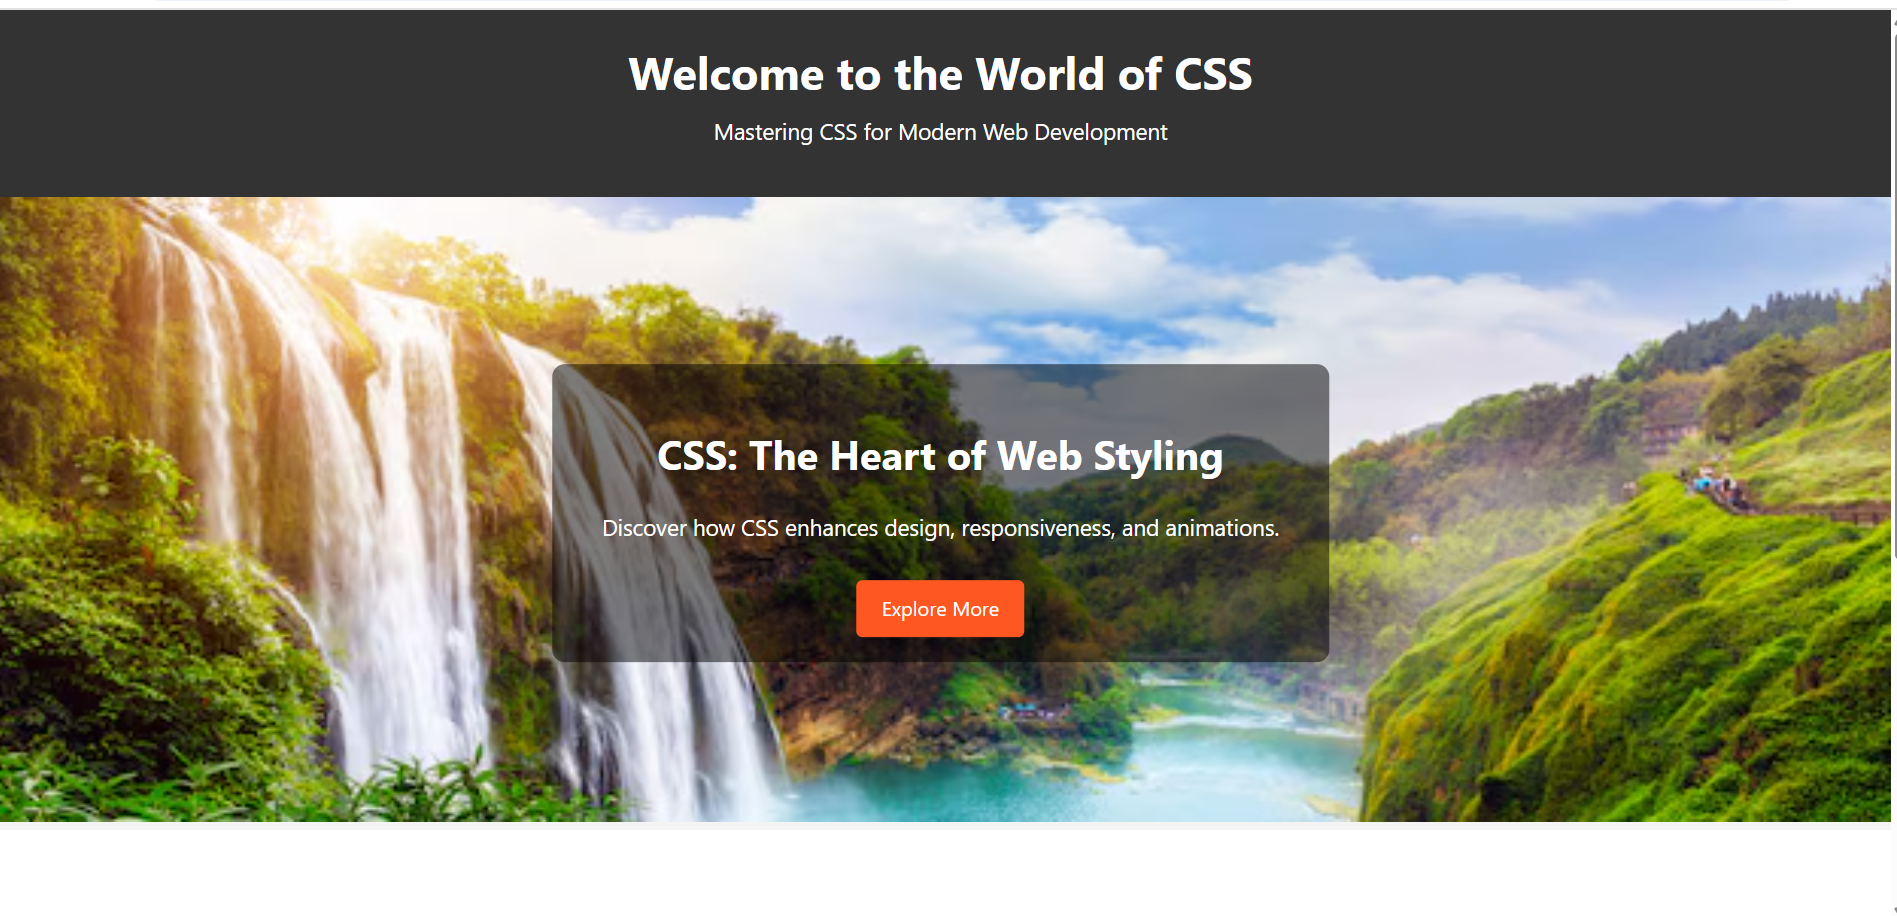 Welcome to the World of CSS
Mastering CSS for Modern Web Development
CSS: The Heart of Web Styling
Discover how CSS enhances design, responsiveness, and animations.
Explore More